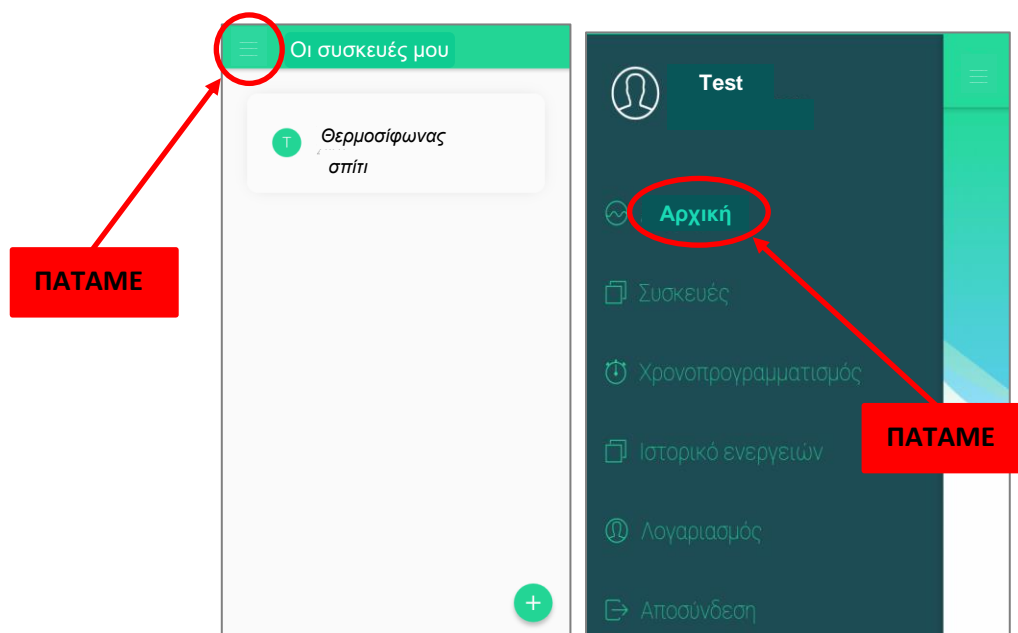 Οι συσκευές μου
Τ
Θερμοσίφωνας
σπίτι
ΠΑΤΑΜΕ
Test
Αρχική
Συσκευές
Χρονοπρογραμματισμός
Ιστορικό ενεργειών
Λογαριασμός
Αποσύνδεση
ΠΑΤΑΜΕ